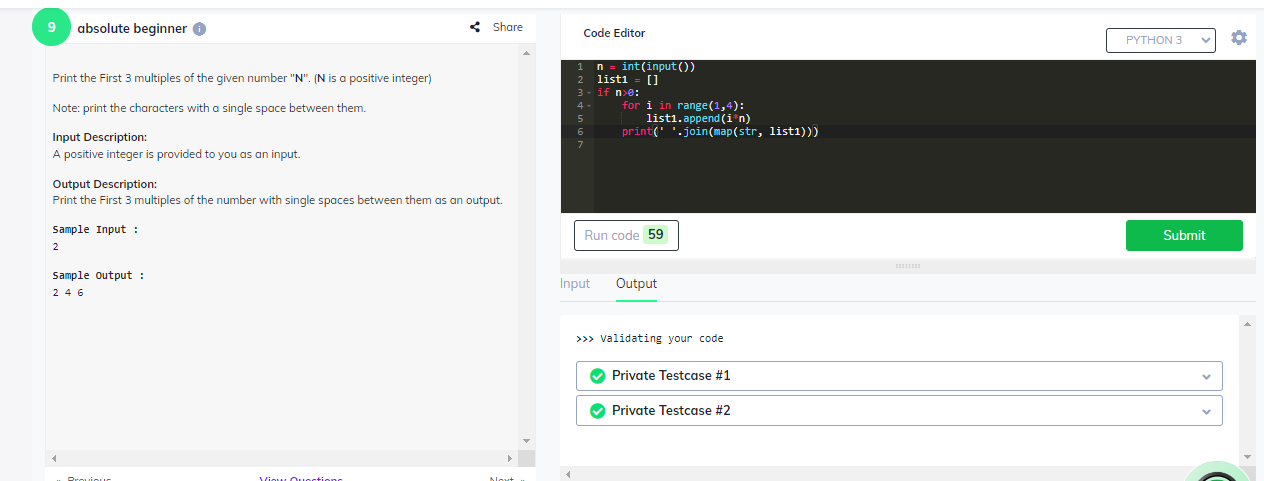 9 absolute beginner i Share
Print the First 3 multiples of the given number "N". (N is a positive integer)
Note: print the characters with a single space between them.
Input Description:
A positive integer is provided to you as an input.
Output Description:
Print the First 3 multiples of the number with single spaces between them as an output.
Sample Input :
2
Sample Output :
2 4 6
« Previous View Questions Next »
Code Editor
PYTHON 3
1 n = int(input())
2 list1 = []
3 if n>0:
4 for i in range(1,4):
5 list1.append(i*n)
6 print(' '.join(map(str, list1)))
7
Run code 59 Submit
Input Output
>>> Validating your code
Private Testcase #1
Private Testcase #2